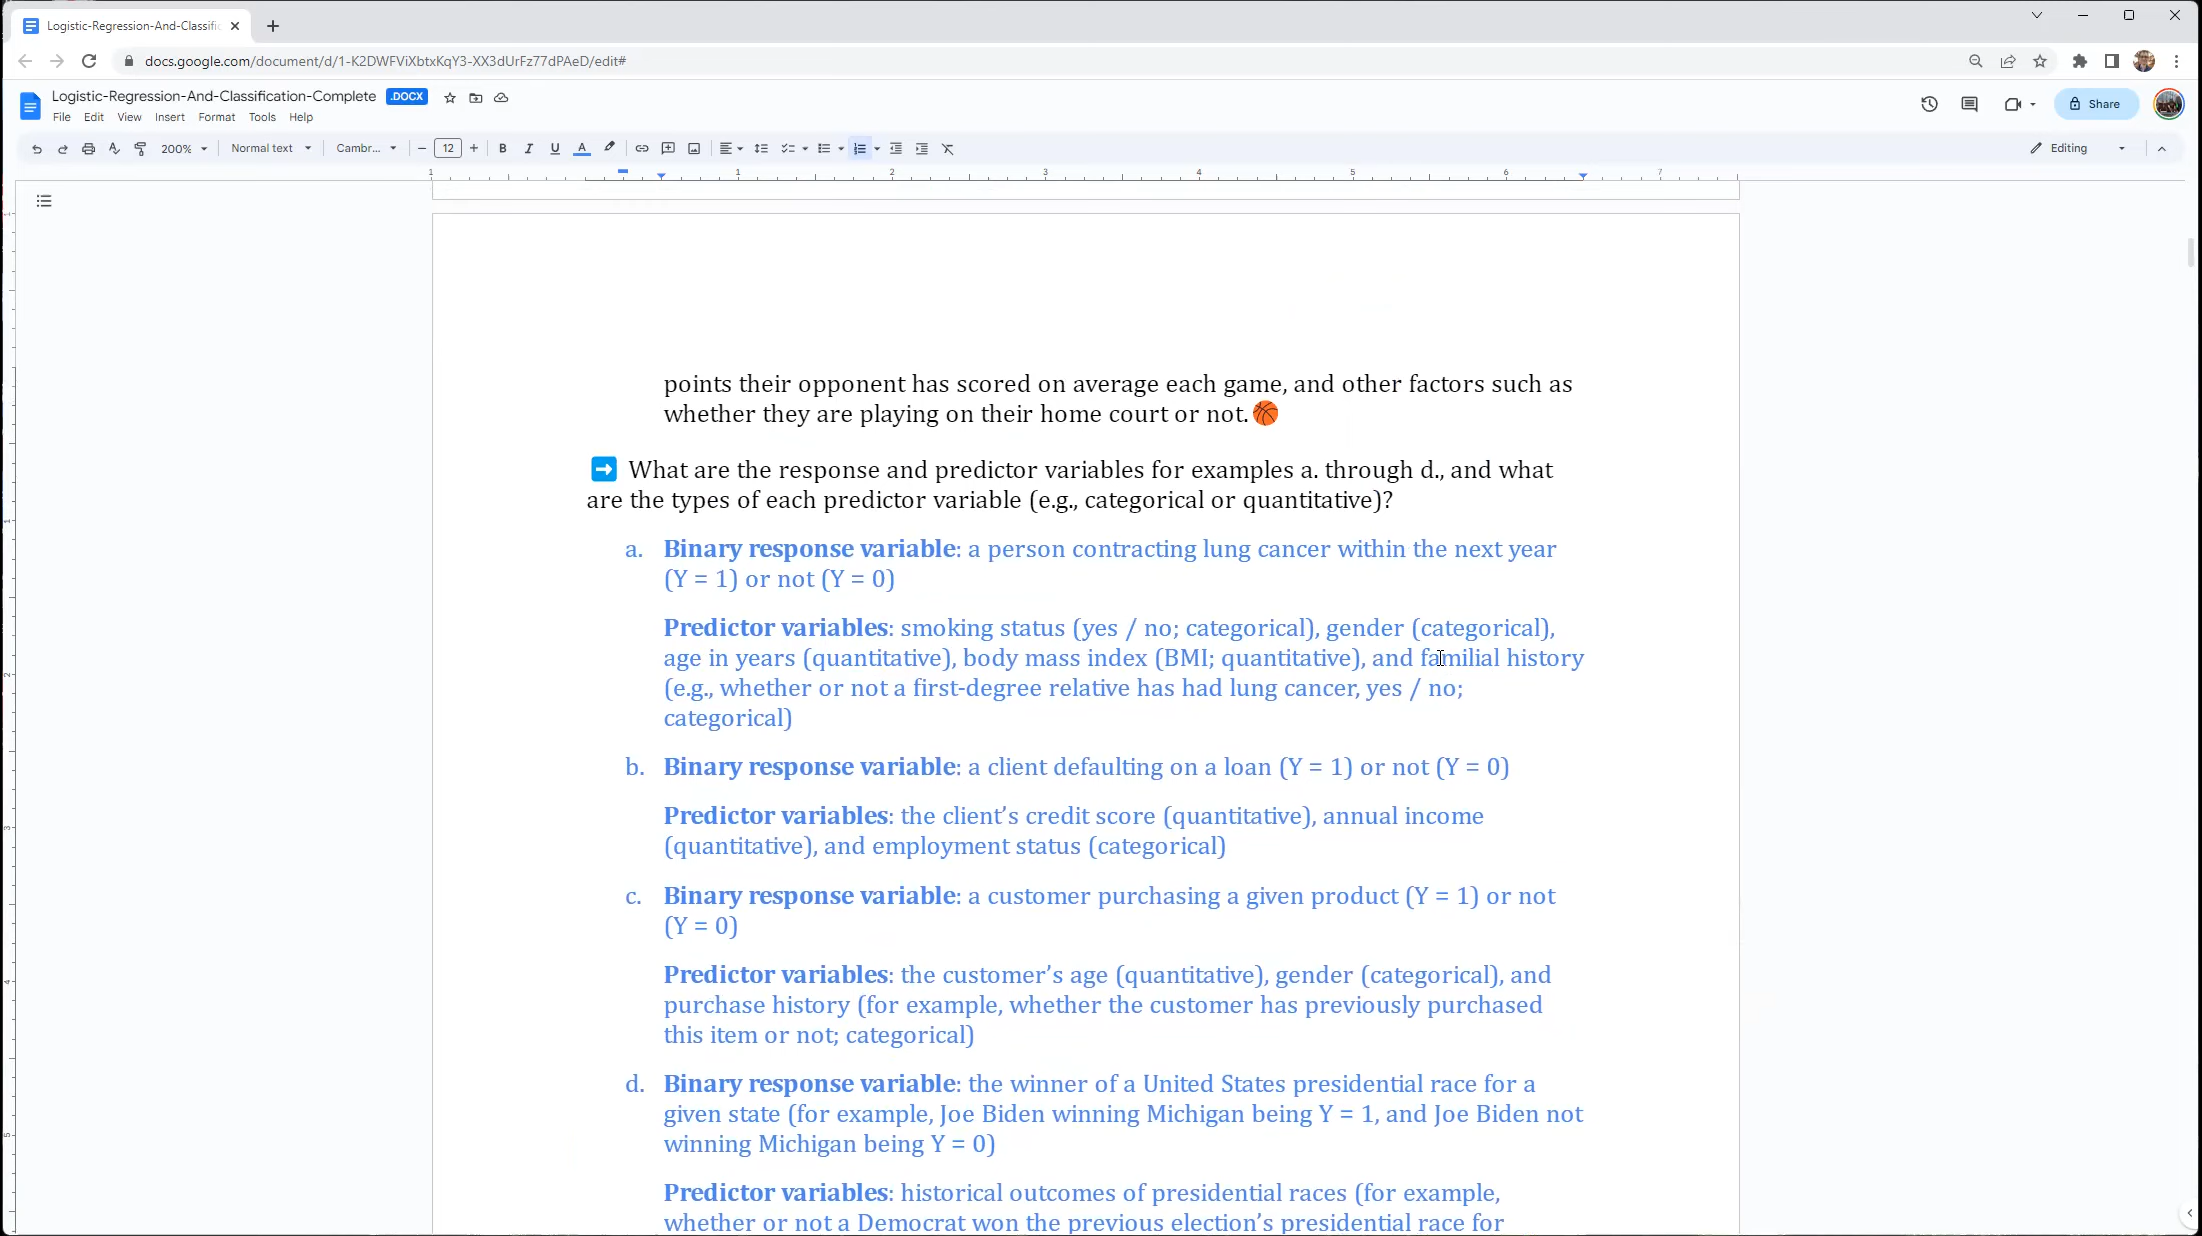 Logistic-Regression-And-Classific
docs.google.com/document/d/1-K2DWFViXbtxKqY3-XX3dUrFz77dPAeD/edit#
Logistic-Regression-And-Classification-Complete .DOCX
Share
File Edit View Insert Format Tools Help
200% Normal text Cambr... 12 B I U A Editing
1 1 2 3 4 5 6 7
points their opponent has scored on average each game, and other factors such as
whether they are playing on their home court or not.🏀
➡ What are the response and predictor variables for examples a. through d., and what
are the types of each predictor variable (e.g., categorical or quantitative)?
a. Binary response variable: a person contracting lung cancer within the next year
(Y = 1) or not (Y = 0)
Predictor variables: smoking status (yes / no; categorical), gender (categorical),
age in years (quantitative), body mass index (BMI; quantitative), and familial history
(e.g., whether or not a first-degree relative has had lung cancer, yes / no;
categorical)
b. Binary response variable: a client defaulting on a loan (Y = 1) or not (Y = 0)
Predictor variables: the client’s credit score (quantitative), annual income
(quantitative), and employment status (categorical)
c. Binary response variable: a customer purchasing a given product (Y = 1) or not
(Y = 0)
Predictor variables: the customer’s age (quantitative), gender (categorical), and
purchase history (for example, whether the customer has previously purchased
this item or not; categorical)
d. Binary response variable: the winner of a United States presidential race for a
given state (for example, Joe Biden winning Michigan being Y = 1, and Joe Biden not
winning Michigan being Y = 0)
Predictor variables: historical outcomes of presidential races (for example,
whether or not a Democrat won the previous election’s presidential race for